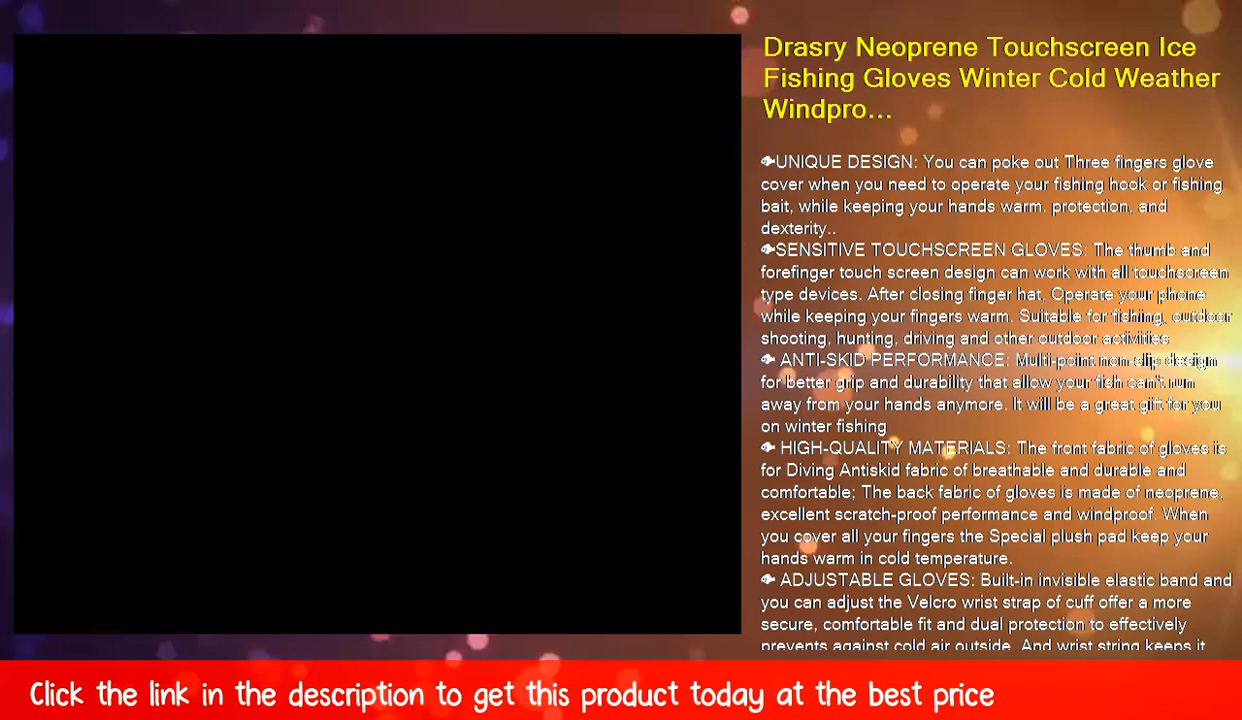 Drasry Neoprene Touchscreen Ice
Fishing Gloves Winter Cold Weather
Windpro...
UNIQUE DESIGN: You can poke out Three fingers glove
cover when you need to operate your fishing hook or fishing
bait, while keeping your hands warm. protection, and
dexterity..
SENSITIVE TOUCHSCREEN GLOVES: The thumb and
forefinger touch screen design can work with all touchscreen
type devices. After closing finger hat, Operate your phone
while keeping your fingers warm. Suitable for fishing, outdoor
shooting, hunting, driving and other outdoor activities
ANTI-SKID PERFORMANCE: Multi-point non-slip design
for better grip and durability that allow your fish can't run
away from your hands anymore. It will be a great gift for you
on winter fishing
HIGH-QUALITY MATERIALS: The front fabric of gloves is
for Diving Antiskid fabric of breathable and durable and
comfortable; The back fabric of gloves is made of neoprene,
excellent scratch-proof performance and windproof. When
you cover all your fingers the Special plush pad keep your
hands warm in cold temperature.
ADJUSTABLE GLOVES: Built-in invisible elastic band and
you can adjust the Velcro wrist strap of cuff offer a more
secure, comfortable fit and dual protection to effectively
prevents against cold air outside. And wrist string keeps it
Click the link in the description to get this product today at the best price